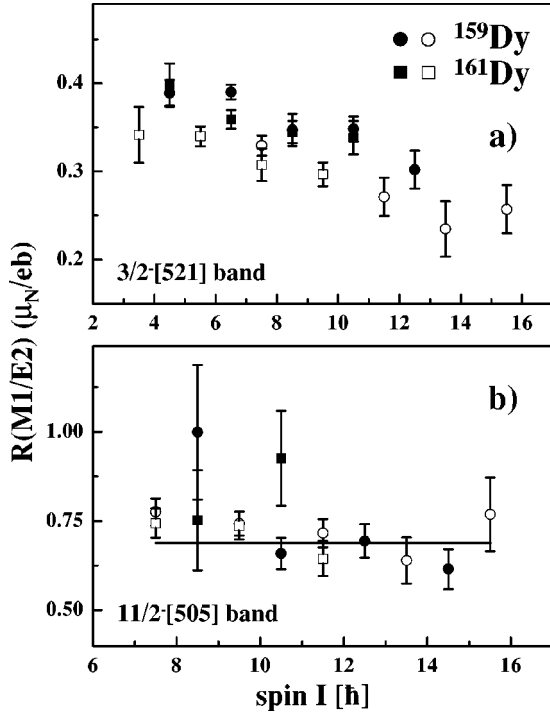 R(M1/E2) (μ_N/eb)
¹⁵⁹Dy
¹⁶¹Dy
a)
0.4
0.3
0.2
3/2⁻[521] band
2 4 6 8 10 12 14 16
b)
1.00
0.75
0.50
11/2⁻[505] band
6 8 10 12 14 16
spin I [ħ]